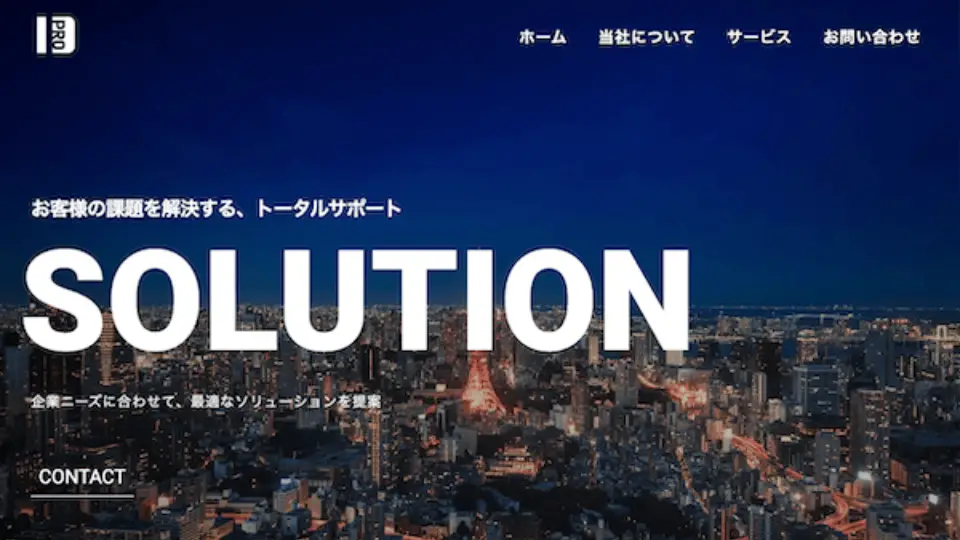 PRO
ホーム 当社について サービス お問い合わせ
お客様の課題を解決する、トータルサポート
SOLUTION
企業ニーズに合わせて、最適なソリューションを提案
CONTACT